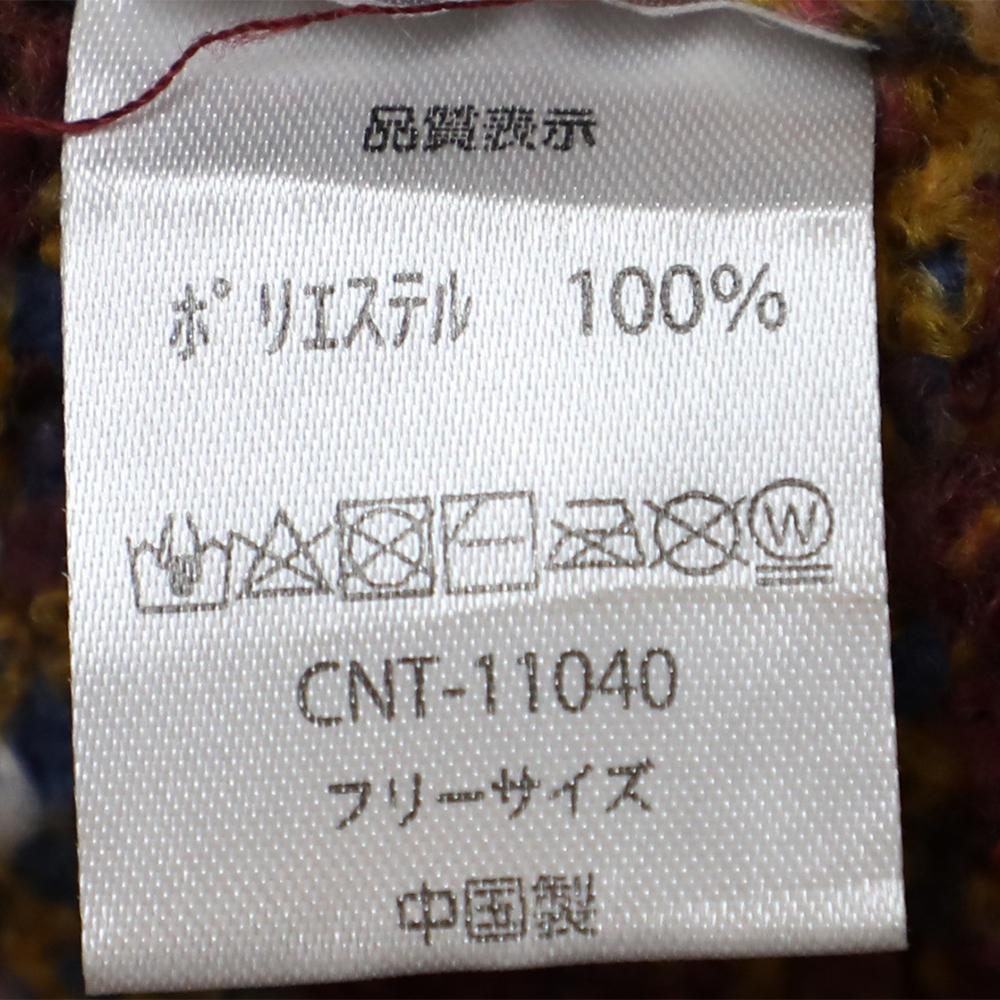 品質表示
ポリエステル 100%
W
CNT-11040
フリーサイズ
中国製